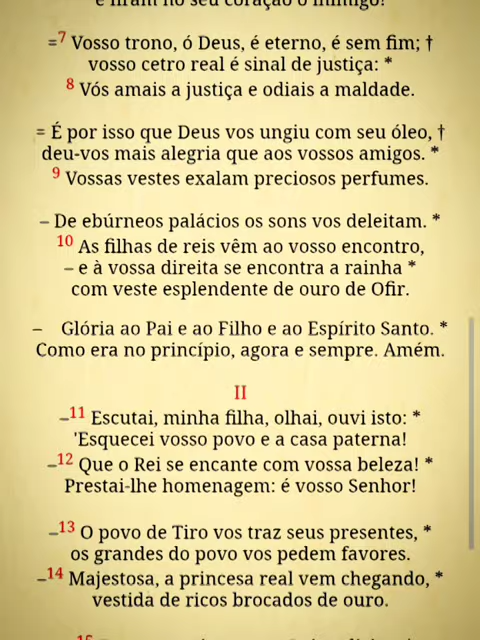 e firam no seu coração o inimigo!
=7 Vosso trono, ó Deus, é eterno, é sem fim; †
vosso cetro real é sinal de justiça: *
8 Vós amais a justiça e odiais a maldade.
= É por isso que Deus vos ungiu com seu óleo, †
deu-vos mais alegria que aos vossos amigos. *
9 Vossas vestes exalam preciosos perfumes.
– De ebúrneos palácios os sons vos deleitam. *
10 As filhas de reis vêm ao vosso encontro,
– e à vossa direita se encontra a rainha *
com veste esplendente de ouro de Ofir.
– Glória ao Pai e ao Filho e ao Espírito Santo. *
Como era no princípio, agora e sempre. Amém.
II
–11 Escutai, minha filha, olhai, ouvi isto: *
'Esquecei vosso povo e a casa paterna!
–12 Que o Rei se encante com vossa beleza! *
Prestai-lhe homenagem: é vosso Senhor!
–13 O povo de Tiro vos traz seus presentes, *
os grandes do povo vos pedem favores.
–14 Majestosa, a princesa real vem chegando, *
vestida de ricos brocados de ouro.
15